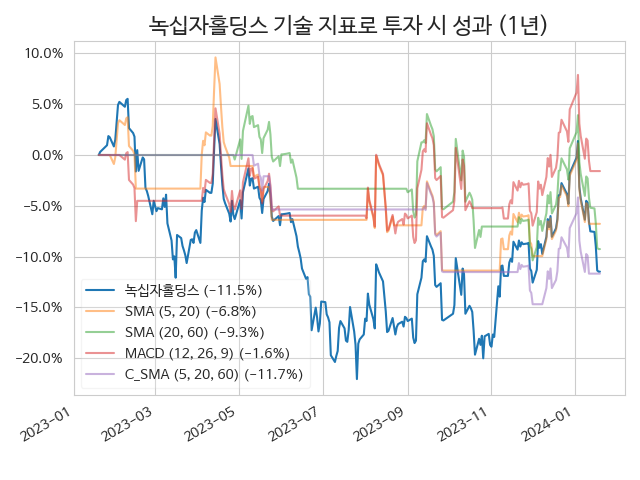 녹십자홀딩스 기술 지표로 투자 시 성과 (1년)
10.0%
5.0%
0.0%
−5.0%
−10.0%
−15.0%
−20.0%
녹십자홀딩스 (−11.5%)
SMA (5, 20) (−6.8%)
SMA (20, 60) (−9.3%)
MACD (12, 26, 9) (−1.6%)
C_SMA (5, 20, 60) (−11.7%)
2023-01
2023-03
2023-05
2023-07
2023-09
2023-11
2024-01